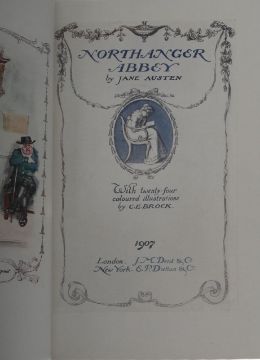 NORTHANGER
ABBEY
by JANE AUSTEN
With twenty four
coloured illustrations
by C.E. BROCK.
1907
London · J. M. Dent & Co
New York · E. P. Dutton & Co